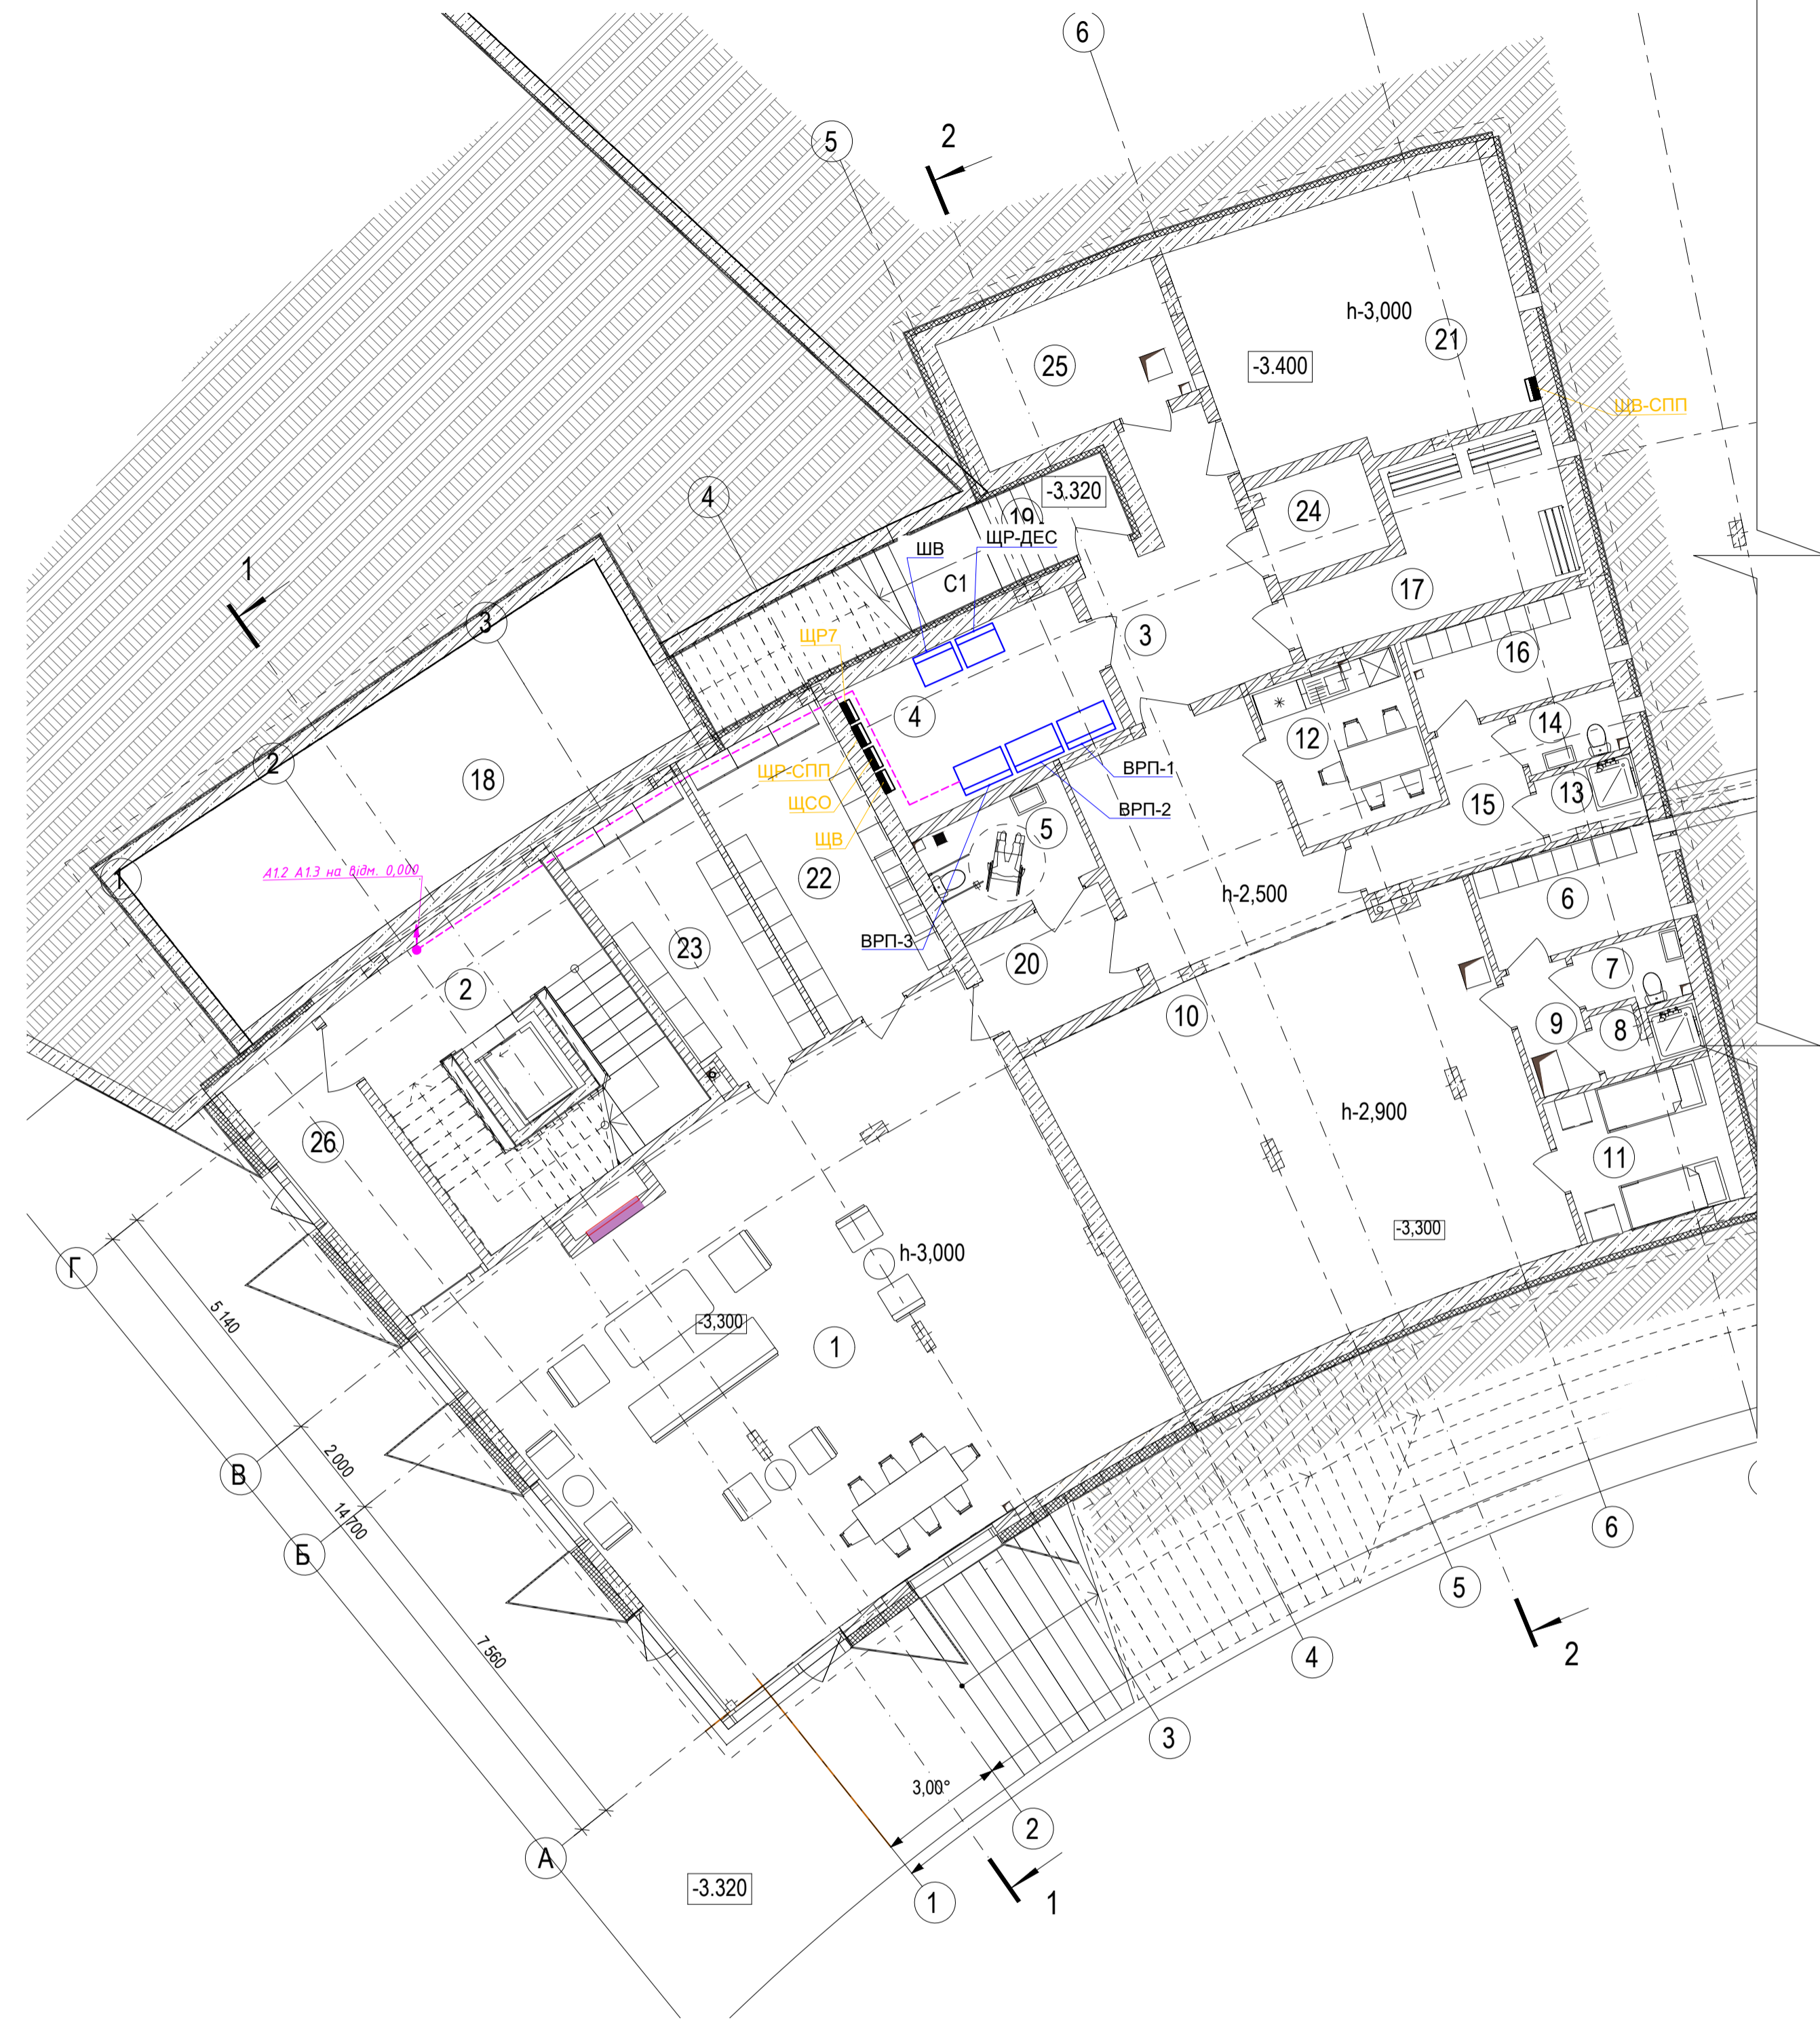 6
5
2
h-3,000
21
25
-3.400
ЩВ-СПП
4
-3.320
19
24
ШВ
ЩР-ДЕС
1
С1
17
3
ЩР7
3
16
4
14
12
2
18
ЩР-СПП
ВРП-1
13
ЩСО
15
ВРП-2
ЩВ
5
1
А1.2 А1.3 на відм. 0,000
22
h-2,500
6
ВРП-3
23
20
7
2
10
9
8
h-2,900
26
11
-3,300
h-3,000
Г
5 140
-3,300
1
2 000
В
14 700
Б
6
5
7 560
2
4
3
3,00°
2
А
-3.320
1
1